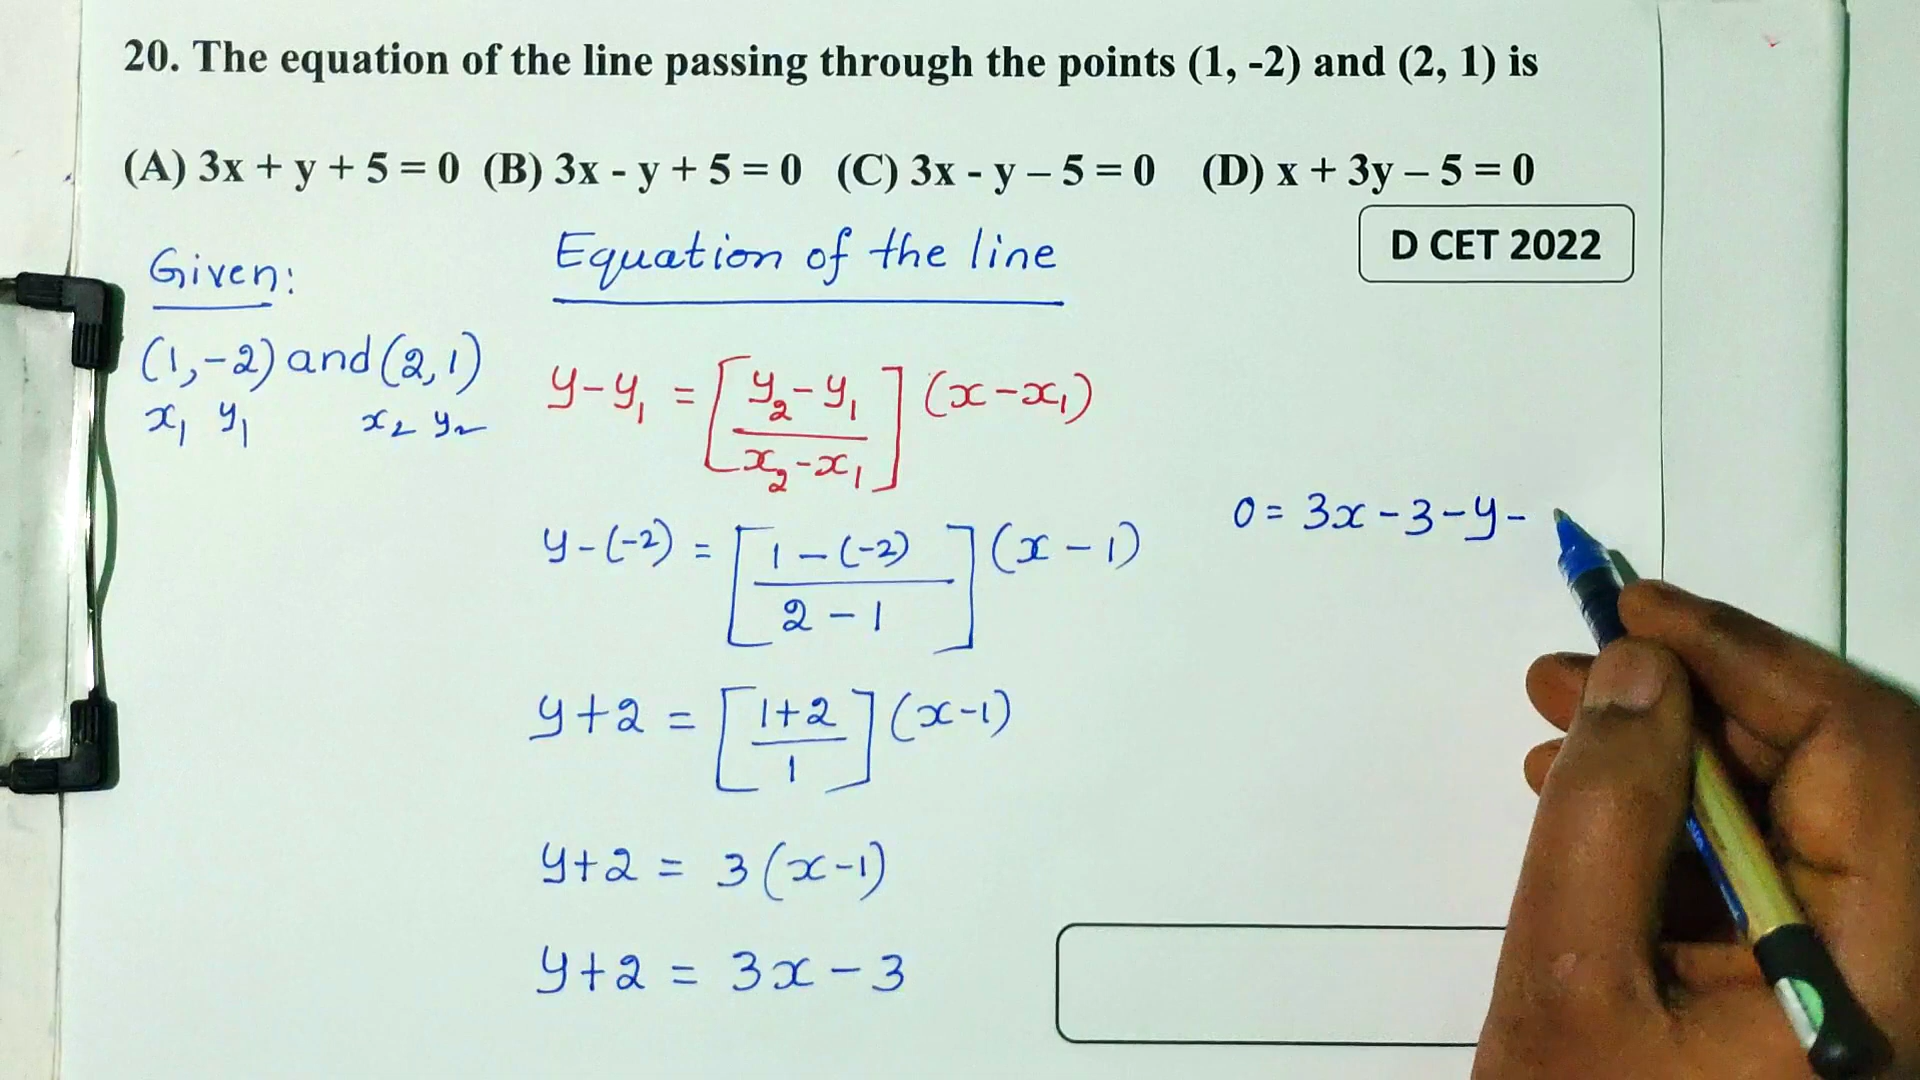 20. The equation of the line passing through the points (1, -2) and (2, 1) is
(A) 3x + y + 5 = 0 (B) 3x - y + 5 = 0 (C) 3x - y – 5 = 0 (D) x + 3y – 5 = 0
D CET 2022
Given:
(1,-2) and (2,1)
x₁ y₁ x₂ y₂
Equation of the line
y-y₁ = [y₂-y₁/x₂-x₁] (x-x₁)
y-(-2) = [1-(-2)/2-1] (x-1)
y+2 = [1+2/1] (x-1)
y+2 = 3(x-1)
y+2 = 3x-3
0 = 3x-3-y-